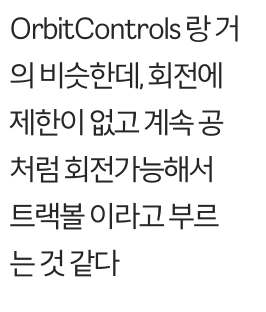 OrbitControls 랑 거
의 비슷한데, 회전에
제한이 없고 계속 공
처럼 회전가능해서
트랙볼 이라고 부르
는 것 같다